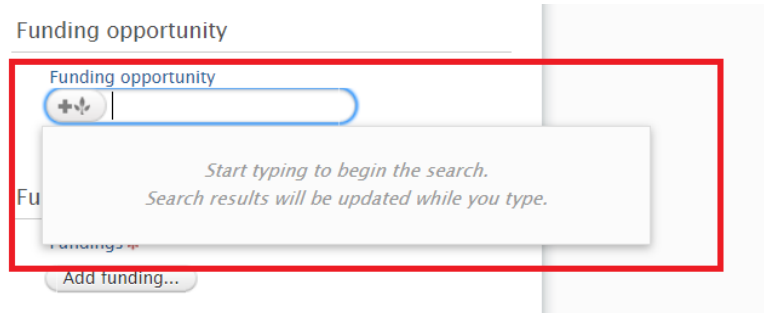 Funding opportunity
Funding opportunity
Start typing to begin the search.
Search results will be updated while you type.
Fu
Fundings *
Add funding...